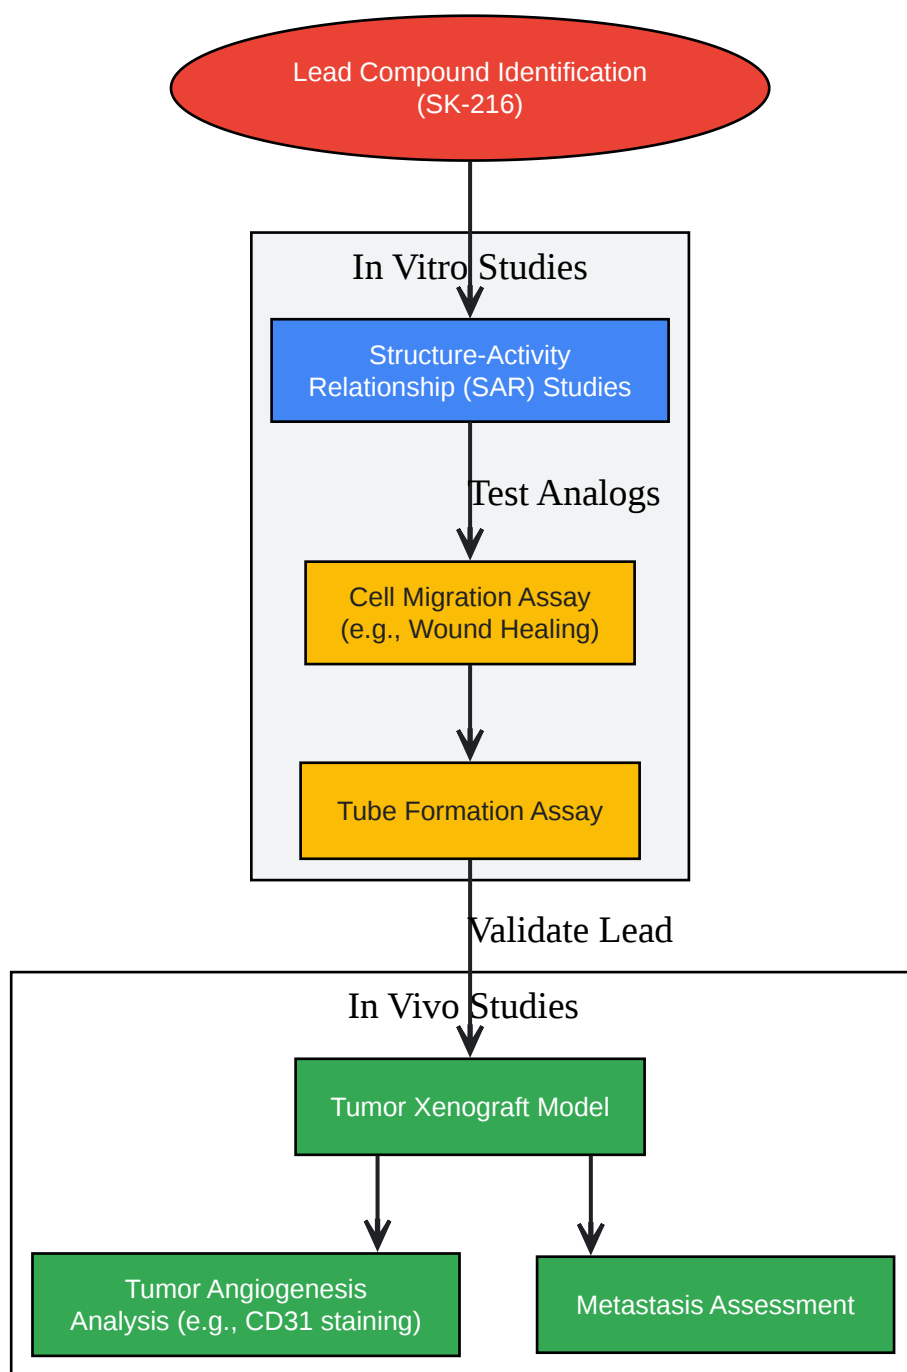 Lead Compound Identification
(SK-216)
In Vitro Studies
Structure-Activity
Relationship (SAR) Studies
Test Analogs
Cell Migration Assay
(e.g., Wound Healing)
Tube Formation Assay
Validate Lead
In Vivo Studies
Tumor Xenograft Model
Tumor Angiogenesis
Analysis (e.g., CD31 staining)
Metastasis Assessment